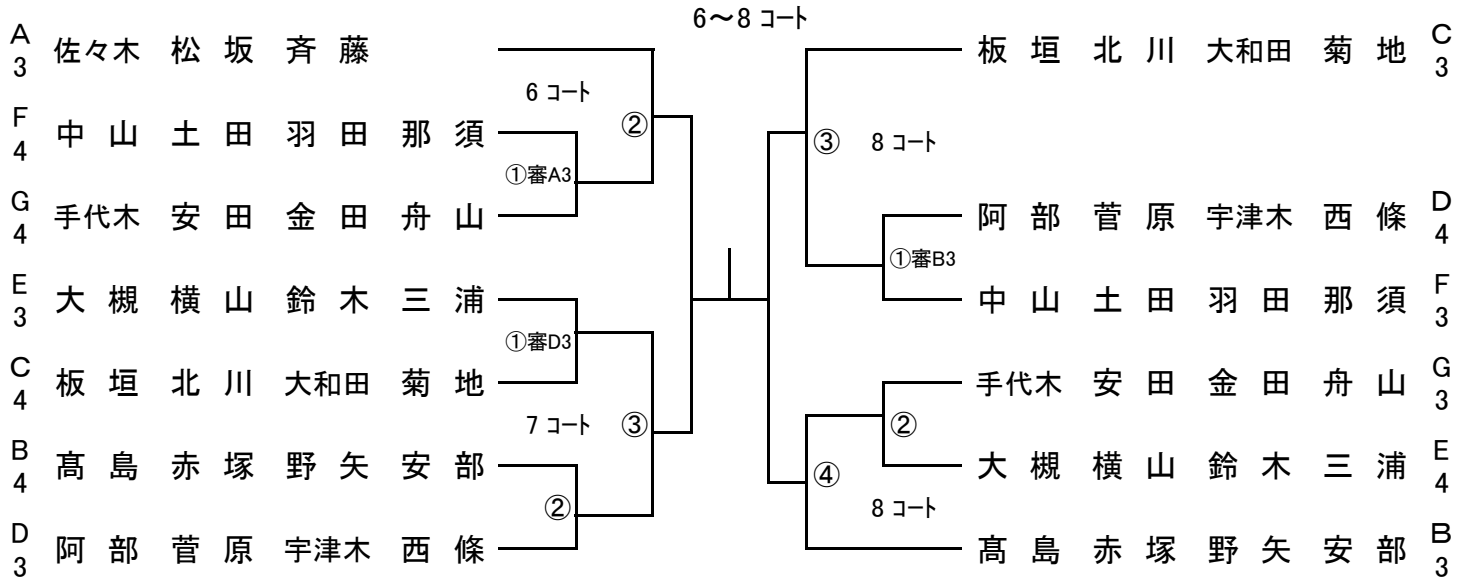 6～8 コート
A
3
佐々木 松坂 斉藤
F
4
中山 土田 羽田 那須
G
4
手代木 安田 金田 舟山
E
3
大槻 横山 鈴木 三浦
C
4
板垣 北川 大和田 菊地
B
4
髙島 赤塚 野矢 安部
D
3
阿部 菅原 宇津木 西條
6 コート
②
①審A3
①審D3
7 コート
③
②
③
8 コート
①審B3
②
④
8 コート
板垣 北川 大和田 菊地
C
3
阿部 菅原 宇津木 西條
D
4
中山 土田 羽田 那須
F
3
手代木 安田 金田 舟山
G
3
大槻 横山 鈴木 三浦
E
4
髙島 赤塚 野矢 安部
B
3